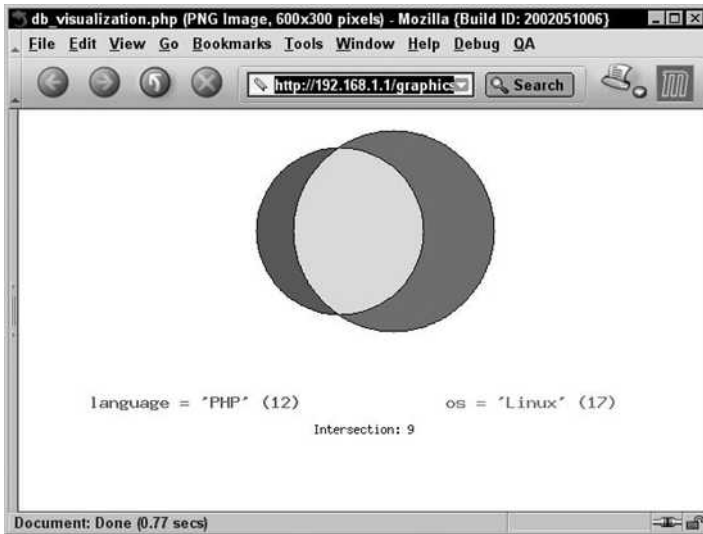 db_visualization.php (PNG Image, 600x300 pixels) - Mozilla {Build ID: 2002051006}
File Edit View Go Bookmarks Tools Window Help Debug QA
http://192.168.1.1/graphics Search m
language = 'PHP' (12) os = 'Linux' (17)
Intersection: 9
Document: Done (0.77 secs)